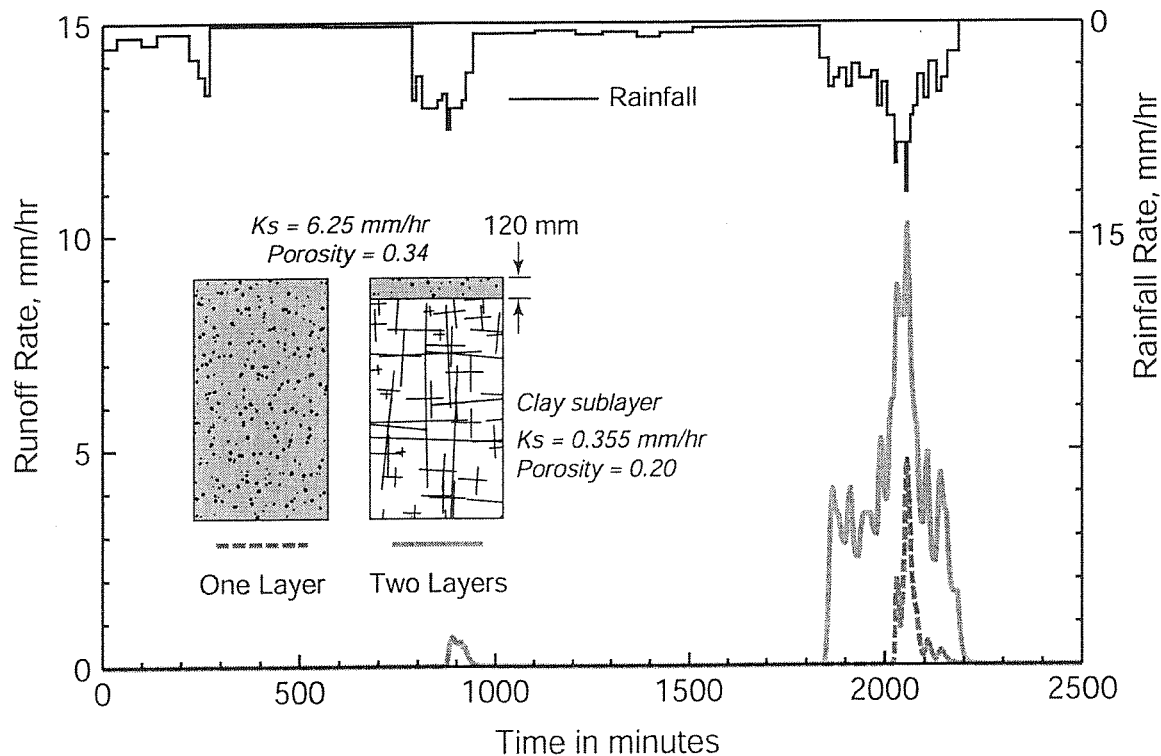 15
10
5
0
Runoff Rate, mm/hr
0
15
Rainfall Rate, mm/hr
Rainfall
Ks = 6.25 mm/hr
Porosity = 0.34
120 mm
Clay sublayer
Ks = 0.355 mm/hr
Porosity = 0.20
One Layer
Two Layers
0
500
1000
1500
2000
2500
Time in minutes